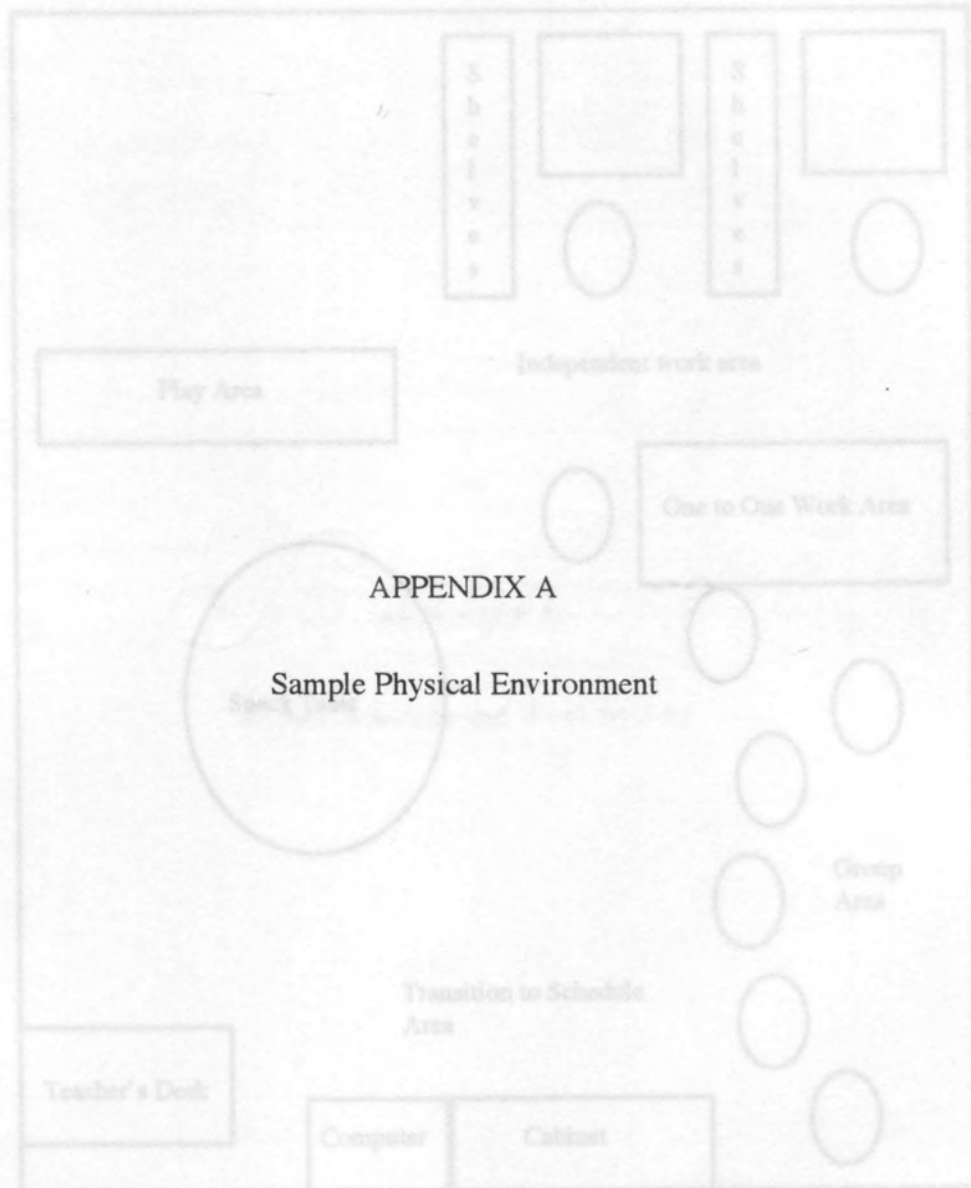 S
h
e
l
v
e
s
S
h
e
l
v
e
s
Independent work area
Play Area
One to One Work Area
APPENDIX A
Sample Physical Environment
Snack Table
Group
Area
Transition to Schedule
Area
Teacher's Desk
Computer
Cabinet